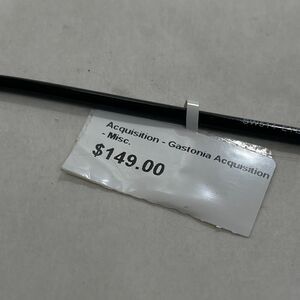 Acquisition - Gastonia Acquisition
- Misc.
$149.00